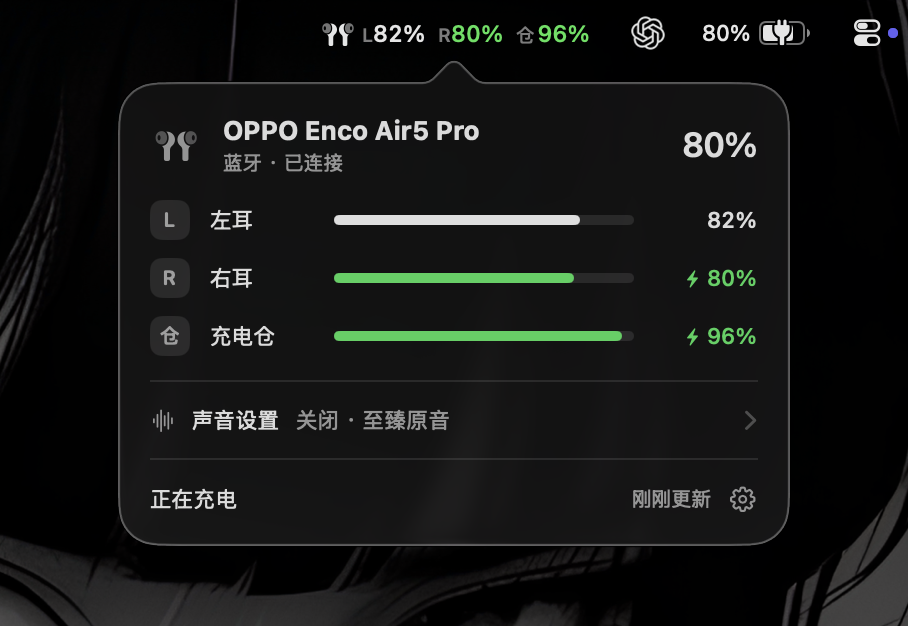 L82% R80% 仓96% 80%
OPPO Enco Air5 Pro
蓝牙 · 已连接
80%
L 左耳 82%
R 右耳 80%
仓 充电仓 96%
声音设置 关闭 · 至臻原音
正在充电 刚刚更新